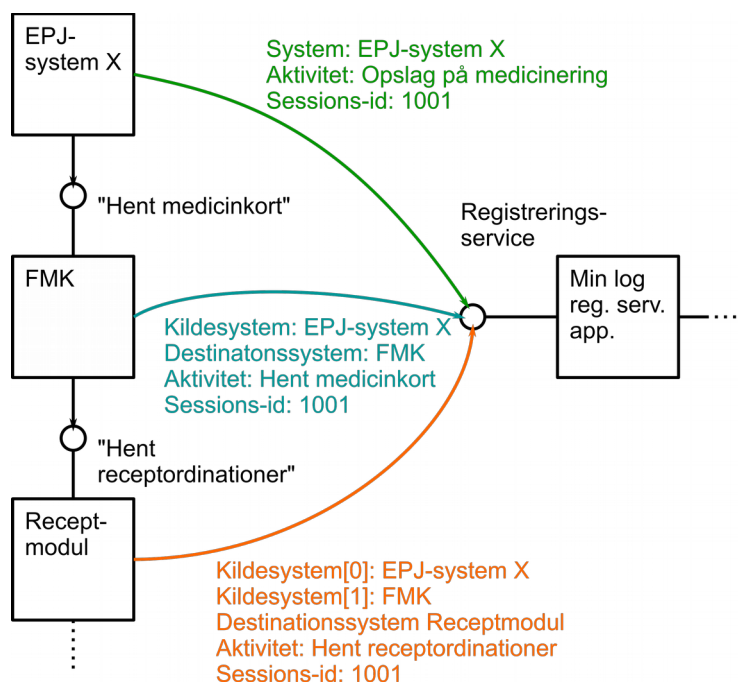 EPJ-
system X
System: EPJ-system X
Aktivitet: Opslag på medicinering
Sessions-id: 1001
"Hent medicinkort"
Registrerings-
service
FMK
Min log
reg. serv.
app.
Kildesystem: EPJ-system X
Destinatonssystem: FMK
Aktivitet: Hent medicinkort
Sessions-id: 1001
"Hent
receptordinationer"
Recept-
modul
Kildesystem[0]: EPJ-system X
Kildesystem[1]: FMK
Destinationssystem Receptmodul
Aktivitet: Hent receptordinationer
Sessions-id: 1001